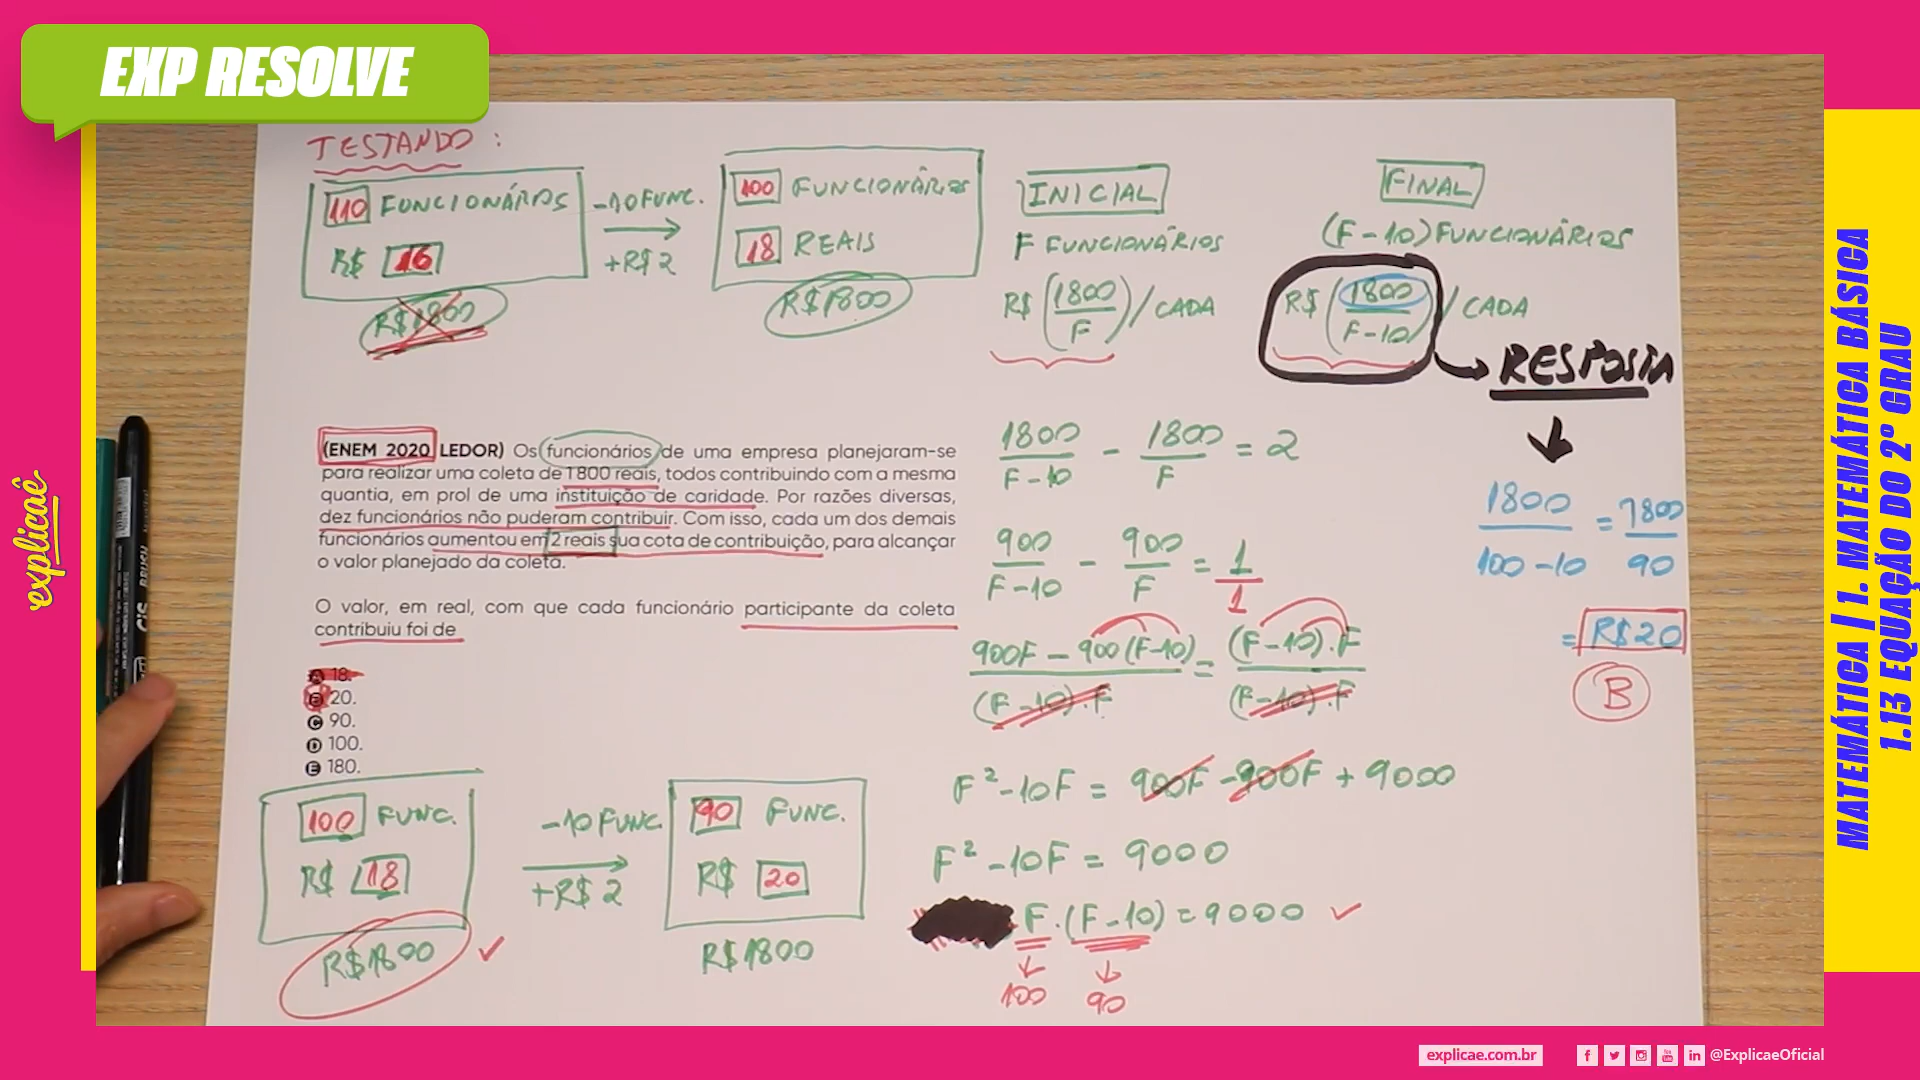 EXP RESOLVE
TESTANDO:
110 FUNCIONÁRIOS
R$ 16
R$1800
-10 FUNC.
+R$ 2
100 FUNCIONÁRIOS
18 REAIS
R$1800
INICIAL
F FUNCIONÁRIOS
R$ (1800/F)/CADA
FINAL
(F-10) FUNCIONÁRIOS
R$ (1800/F-10)/CADA
RESPOSTA
(ENEM 2020 LEDOR) Os funcionários de uma empresa planejaram-se
para realizar uma coleta de 1 800 reais, todos contribuindo com a mesma
quantia, em prol de uma instituição de caridade. Por razões diversas,
dez funcionários não puderam contribuir. Com isso, cada um dos demais
funcionários aumentou em 2 reais sua cota de contribuição, para alcançar
o valor planejado da coleta.
O valor, em real, com que cada funcionário participante da coleta
contribuiu foi de
A 18.
B 20.
C 90.
D 100.
E 180.
100 FUNC.
R$ 18
R$1800
-10 FUNC.
+R$ 2
90 FUNC.
R$ 20
R$1800
1800/F-10 - 1800/F = 2
900/F-10 - 900/F = 1/1
900F - 900(F-10)/(F-10).F = (F-10).F/(F-10).F
F²-10F = 900F - 900F + 9000
F²-10F = 9000
F.(F-10) = 9000
100
90
1800/100-10 = 1800/90
= R$20
B
explicaê
MATEMÁTICA | 1. MATEMÁTICA BÁSICA
1.13 EQUAÇÃO DO 2º GRAU
explicae.com.br
@ExplicaeOficial